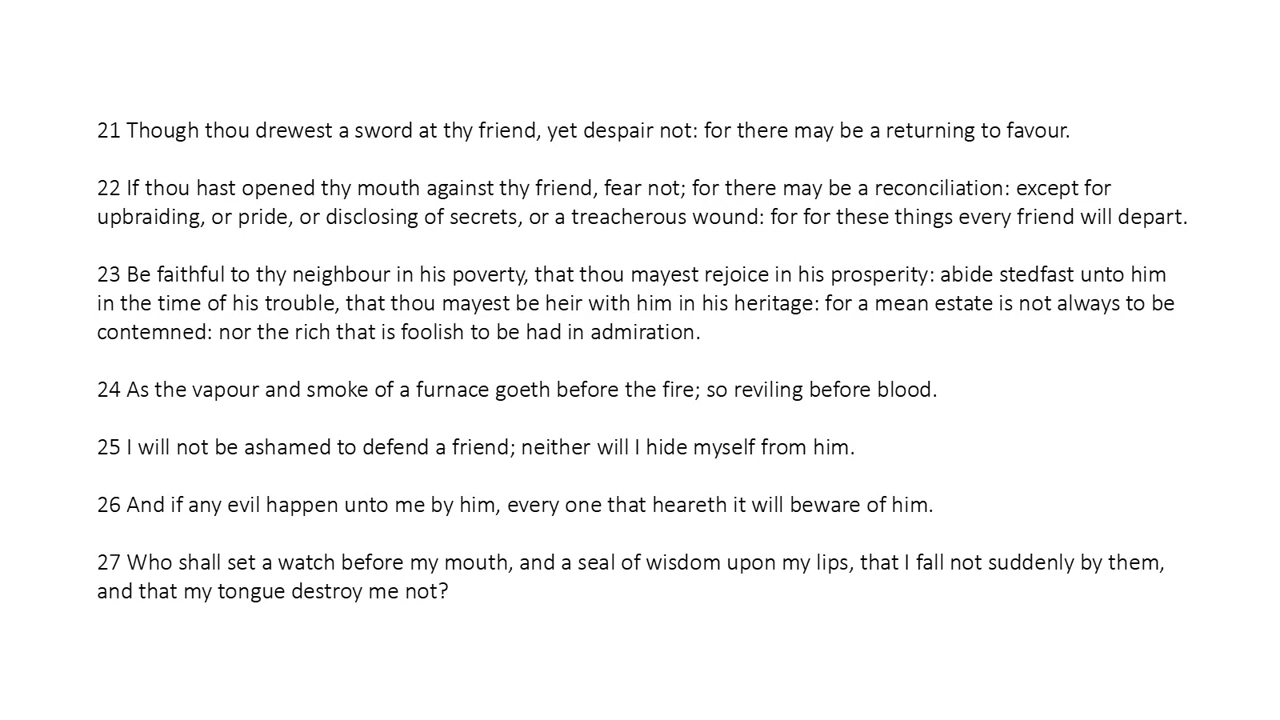 21 Though thou drewest a sword at thy friend, yet despair not: for there may be a returning to favour.
22 If thou hast opened thy mouth against thy friend, fear not; for there may be a reconciliation: except for
upbraiding, or pride, or disclosing of secrets, or a treacherous wound: for for these things every friend will depart.
23 Be faithful to thy neighbour in his poverty, that thou mayest rejoice in his prosperity: abide stedfast unto him
in the time of his trouble, that thou mayest be heir with him in his heritage: for a mean estate is not always to be
contemned: nor the rich that is foolish to be had in admiration.
24 As the vapour and smoke of a furnace goeth before the fire; so reviling before blood.
25 I will not be ashamed to defend a friend; neither will I hide myself from him.
26 And if any evil happen unto me by him, every one that heareth it will beware of him.
27 Who shall set a watch before my mouth, and a seal of wisdom upon my lips, that I fall not suddenly by them,
and that my tongue destroy me not?